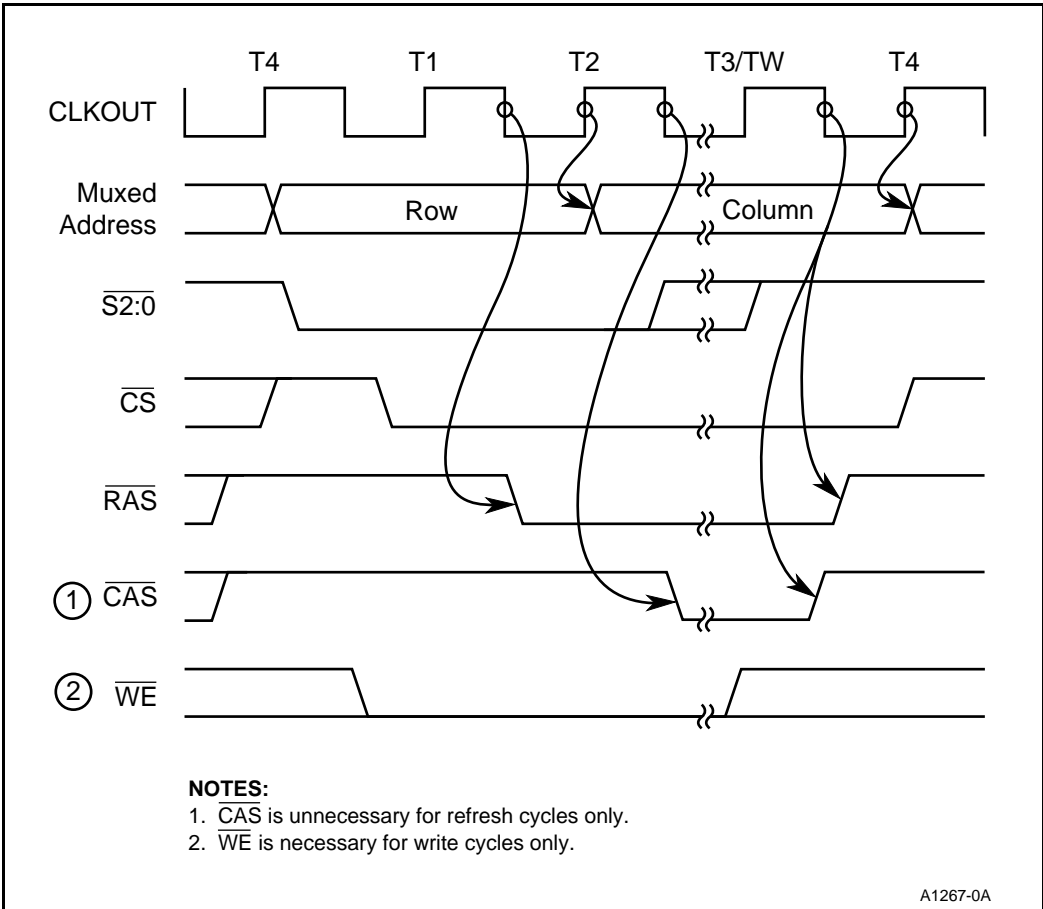 T4 T1 T2 T3/TW T4
CLKOUT
Muxed
Address
Row
Column
S2:0
CS
RAS
1 CAS
2 WE
NOTES:
1. CAS is unnecessary for refresh cycles only.
2. WE is necessary for write cycles only.
A1267-0A